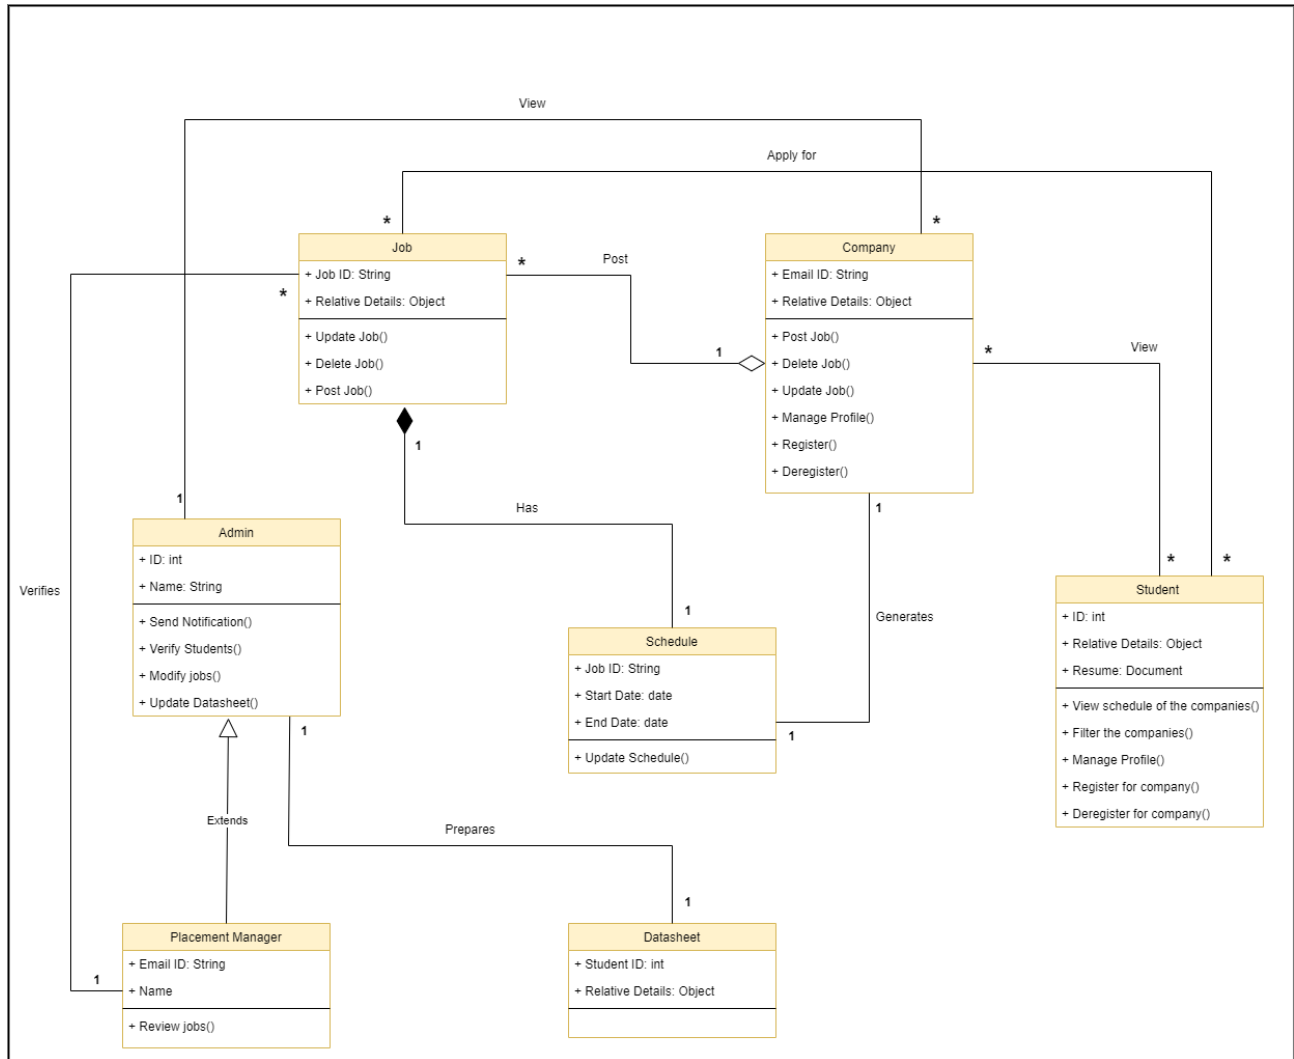 View
Apply for
*
*
Job
+ Job ID: String
+ Relative Details: Object
+ Update Job()
+ Delete Job()
+ Post Job()
*
*
Post
1
Company
+ Email ID: String
+ Relative Details: Object
+ Post Job()
+ Delete Job()
+ Update Job()
+ Manage Profile()
+ Register()
+ Deregister()
*
View
1
Has
1
1
Admin
+ ID: int
+ Name: String
+ Send Notification()
+ Verify Students()
+ Modify jobs()
+ Update Datasheet()
Verifies
*
*
Student
+ ID: int
+ Relative Details: Object
+ Resume: Document
+ View schedule of the companies()
+ Filter the companies()
+ Manage Profile()
+ Register for company()
+ Deregister for company()
1
Generates
Schedule
+ Job ID: String
+ Start Date: date
+ End Date: date
+ Update Schedule()
1
1
Extends
Prepares
1
1
Placement Manager
+ Email ID: String
+ Name
+ Review jobs()
Datasheet
+ Student ID: int
+ Relative Details: Object